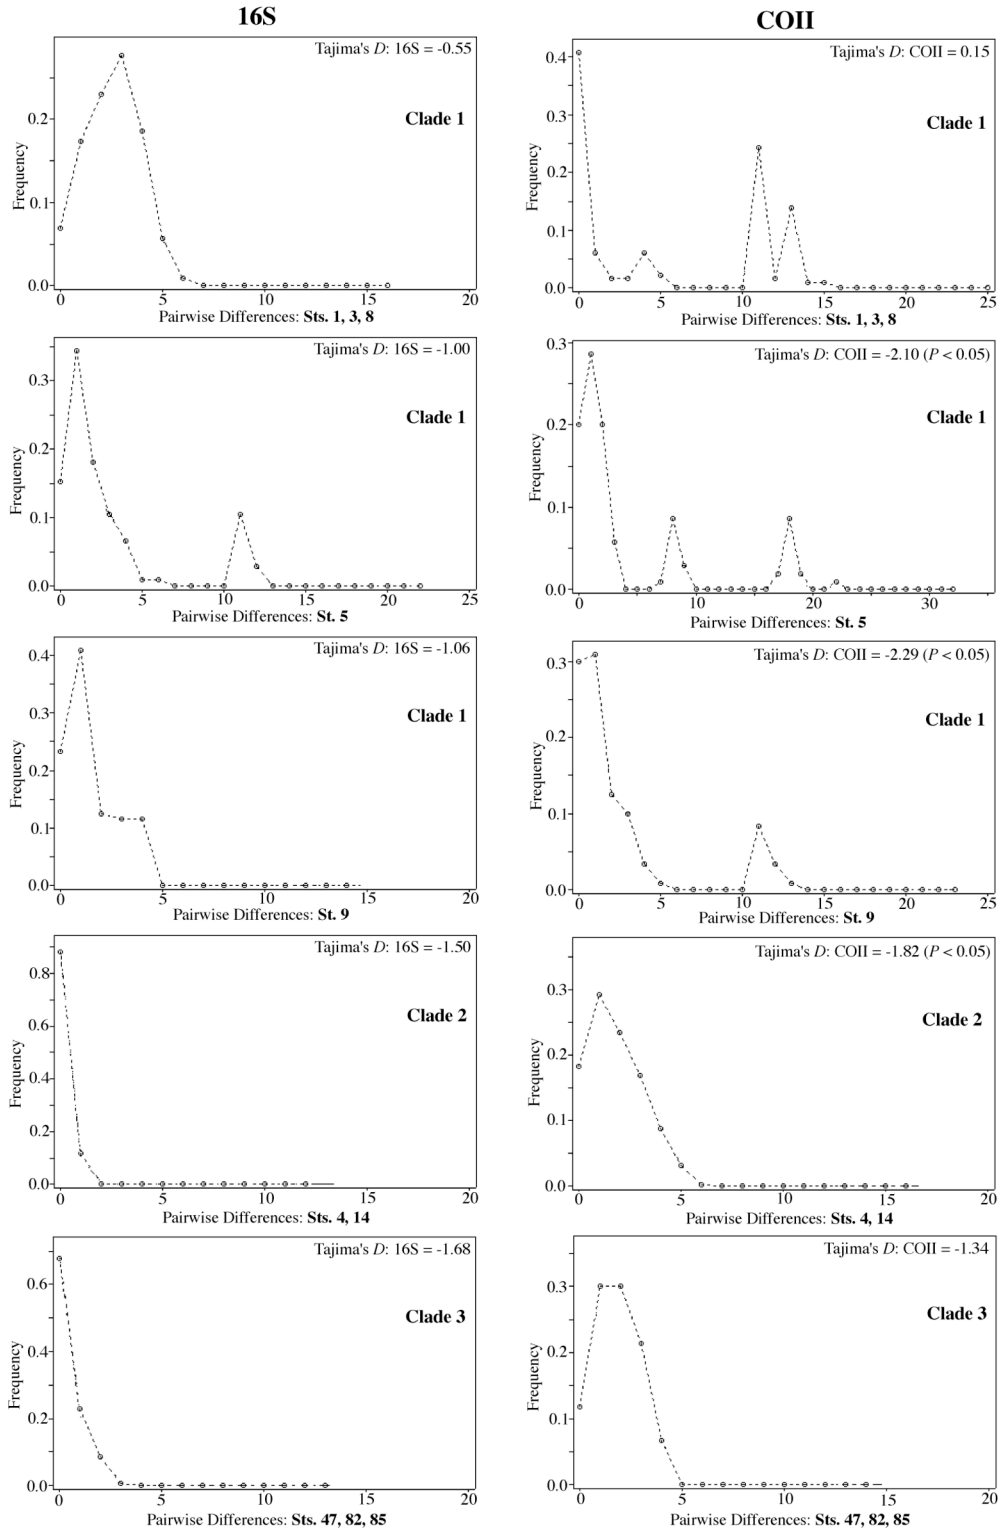 16S
COII
Tajima's D: 16S = -0.55
Clade 1
Frequency
0.2
0.1
0.0
0 5 10 15 20
Pairwise Differences: Sts. 1, 3, 8
Tajima's D: COII = 0.15
Clade 1
Frequency
0.4
0.3
0.2
0.1
0.0
0 5 10 15 20 25
Pairwise Differences: Sts. 1, 3, 8
Tajima's D: 16S = -1.00
Clade 1
Frequency
0.3
0.2
0.1
0.0
0 5 10 15 20 25
Pairwise Differences: St. 5
Tajima's D: COII = -2.10 (P < 0.05)
Clade 1
Frequency
0.3
0.2
0.1
0.0
0 10 20 30
Pairwise Differences: St. 5
Tajima's D: 16S = -1.06
Clade 1
Frequency
0.4
0.3
0.2
0.1
0.0
0 5 10 15 20
Pairwise Differences: St. 9
Tajima's D: COII = -2.29 (P < 0.05)
Clade 1
Frequency
0.3
0.2
0.1
0.0
0 5 10 15 20 25
Pairwise Differences: St. 9
Tajima's D: 16S = -1.50
Clade 2
Frequency
0.8
0.6
0.4
0.2
0.0
0 5 10 15 20
Pairwise Differences: Sts. 4, 14
Tajima's D: COII = -1.82 (P < 0.05)
Clade 2
Frequency
0.3
0.2
0.1
0.0
0 5 10 15 20
Pairwise Differences: Sts. 4, 14
Tajima's D: 16S = -1.68
Clade 3
Frequency
0.6
0.4
0.2
0.0
0 5 10 15 20
Pairwise Differences: Sts. 47, 82, 85
Tajima's D: COII = -1.34
Clade 3
Frequency
0.3
0.2
0.1
0.0
0 5 10 15 20
Pairwise Differences: Sts. 47, 82, 85